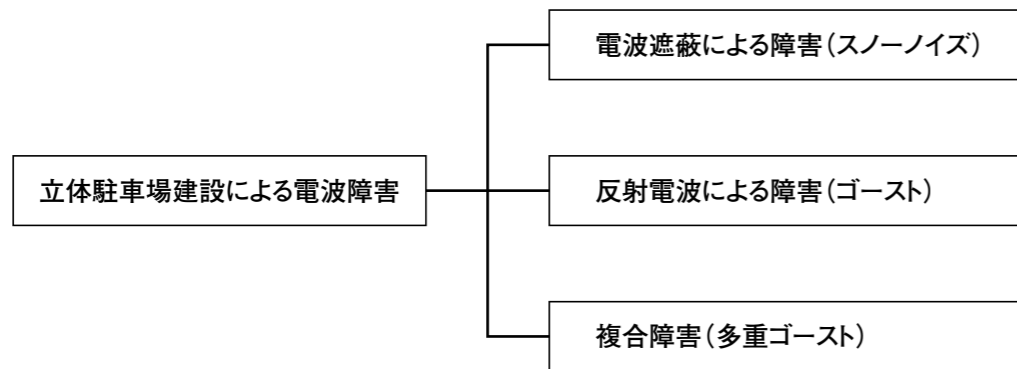 電波遮蔽による障害(スノーノイズ)
立体駐車場建設による電波障害
反射電波による障害(ゴースト)
複合障害(多重ゴースト)